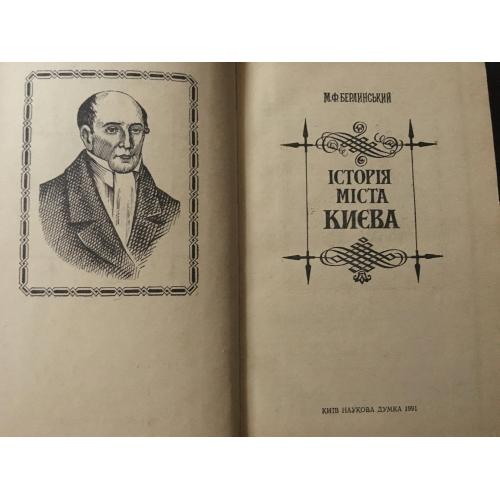 М.Ф.БЕРЛИНСЬКИЙ
ІСТОРІЯ
МІСТА
КИЄВА
КИЇВ НАУКОВА ДУМКА 1991